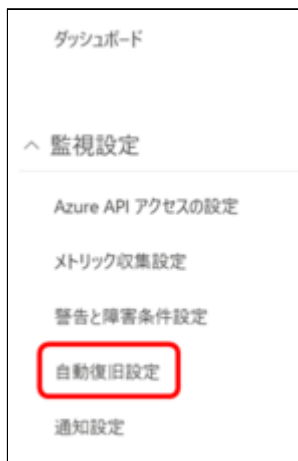 ダッシュボード
監視設定
Azure API アクセスの設定
メトリック収集設定
警告と障害条件設定
自動復旧設定
通知設定